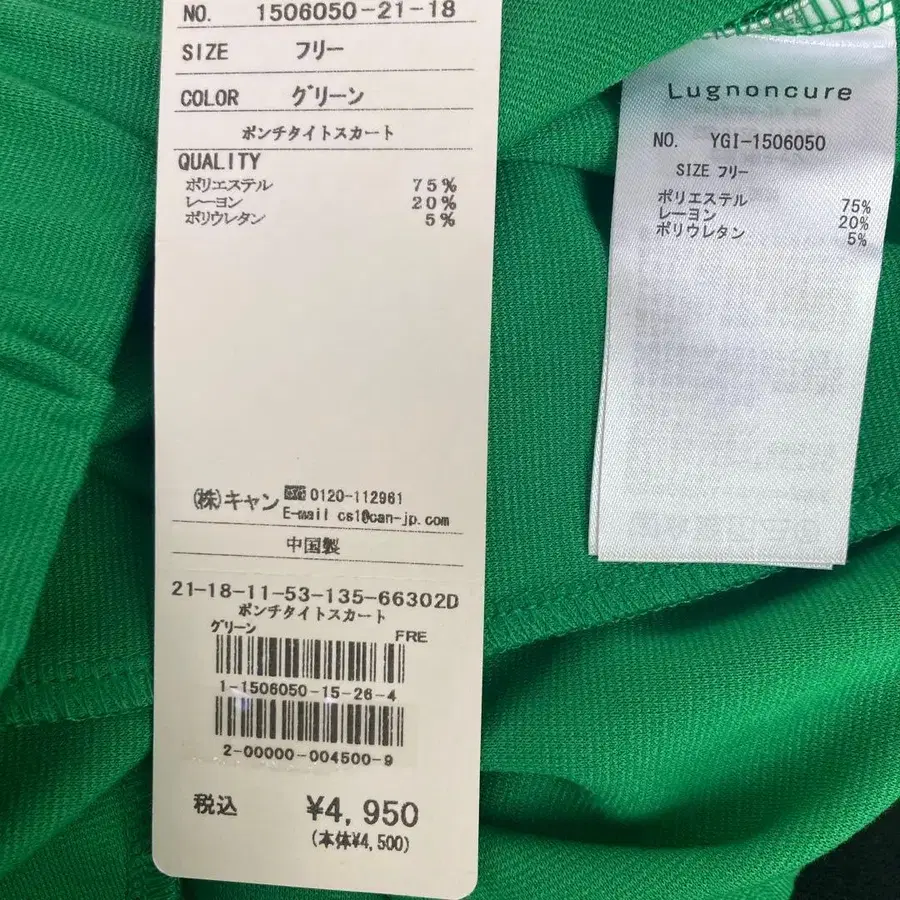 NO. 1506050-21-18
SIZE フリー
COLOR グリーン
ポンチタイトスカート
QUALITY
ポリエステル 75%
レーヨン 20%
ポリウレタン 5%
(株)キャン 0120-112961
E-mail cs1@can-jp.com
中国製
21-18-11-53-135-66302D
ポンチタイトスカート
グリーン FRE
1-1506050-15-26-4
2-00000-004500-9
税込 ¥4,950
(本体¥4,500)
Lugnoncure
NO. YGI-1506050
SIZE フリー
ポリエステル 75%
レーヨン 20%
ポリウレタン 5%